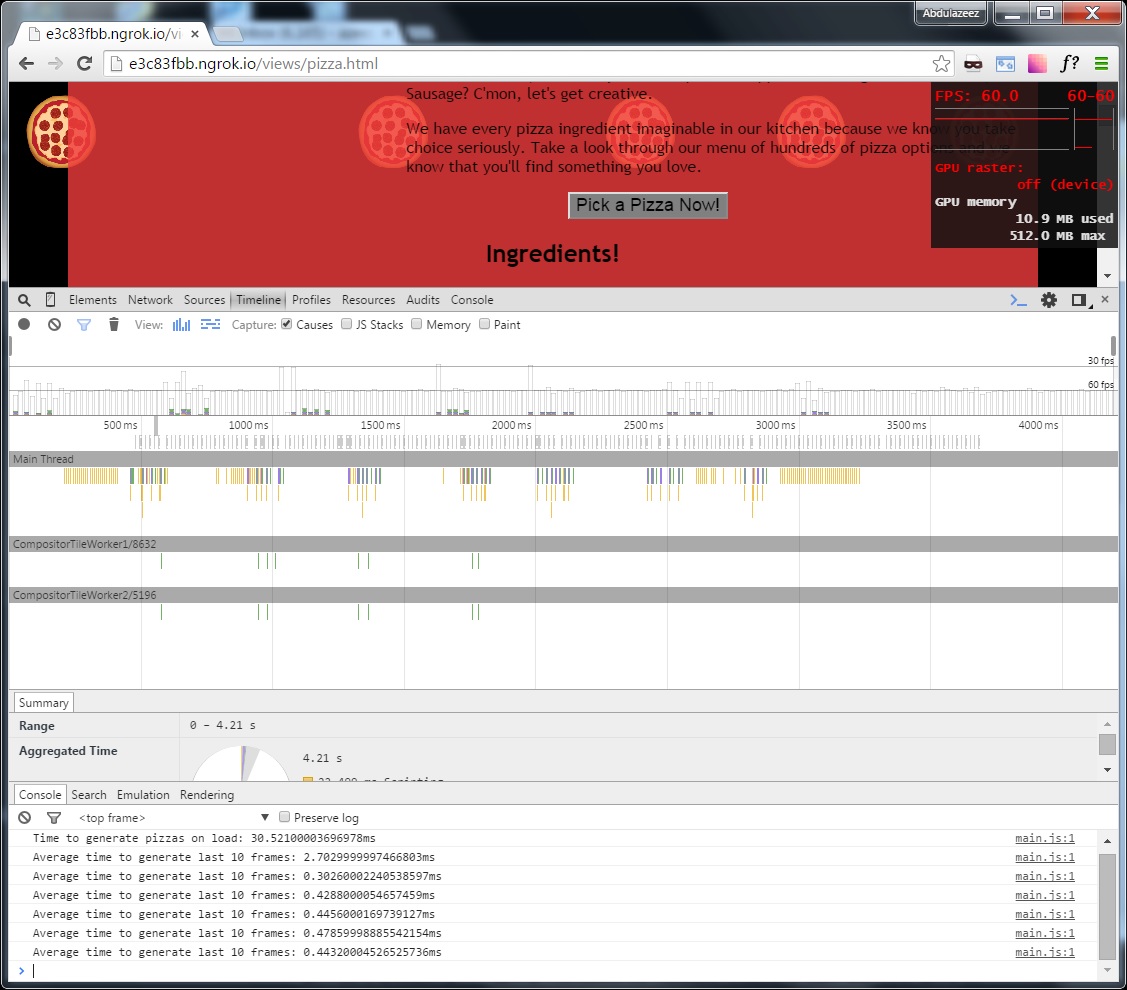 Abdulazeez
e3c83fbb.ngrok.io/vi
e3c83fbb.ngrok.io/views/pizza.html
f?
Sausage? C'mon, let's get creative.
We have every pizza ingredient imaginable in our kitchen because we know you take
choice seriously. Take a look through our menu of hundreds of pizza options and we
know that you'll find something you love.
Pick a Pizza Now!
Ingredients!
FPS: 60.0 60-60
GPU raster:
off (device)
GPU memory
10.9 MB used
512.0 MB max
Elements Network Sources Timeline Profiles Resources Audits Console
View: Capture: Causes JS Stacks Memory Paint
30 fps
60 fps
500 ms 1000 ms 1500 ms 2000 ms 2500 ms 3000 ms 3500 ms 4000 ms
Main Thread
CompositorTileWorker1/8632
CompositorTileWorker2/5196
Summary
Range 0 – 4.21 s
Aggregated Time
4.21 s
Console Search Emulation Rendering
<top frame> Preserve log
Time to generate pizzas on load: 30.52100003696978ms main.js:1
Average time to generate last 10 frames: 2.7029999997466803ms main.js:1
Average time to generate last 10 frames: 0.30260002240538597ms main.js:1
Average time to generate last 10 frames: 0.4288000054657459ms main.js:1
Average time to generate last 10 frames: 0.4456000169739127ms main.js:1
Average time to generate last 10 frames: 0.47859998885542154ms main.js:1
Average time to generate last 10 frames: 0.44320004526525736ms main.js:1